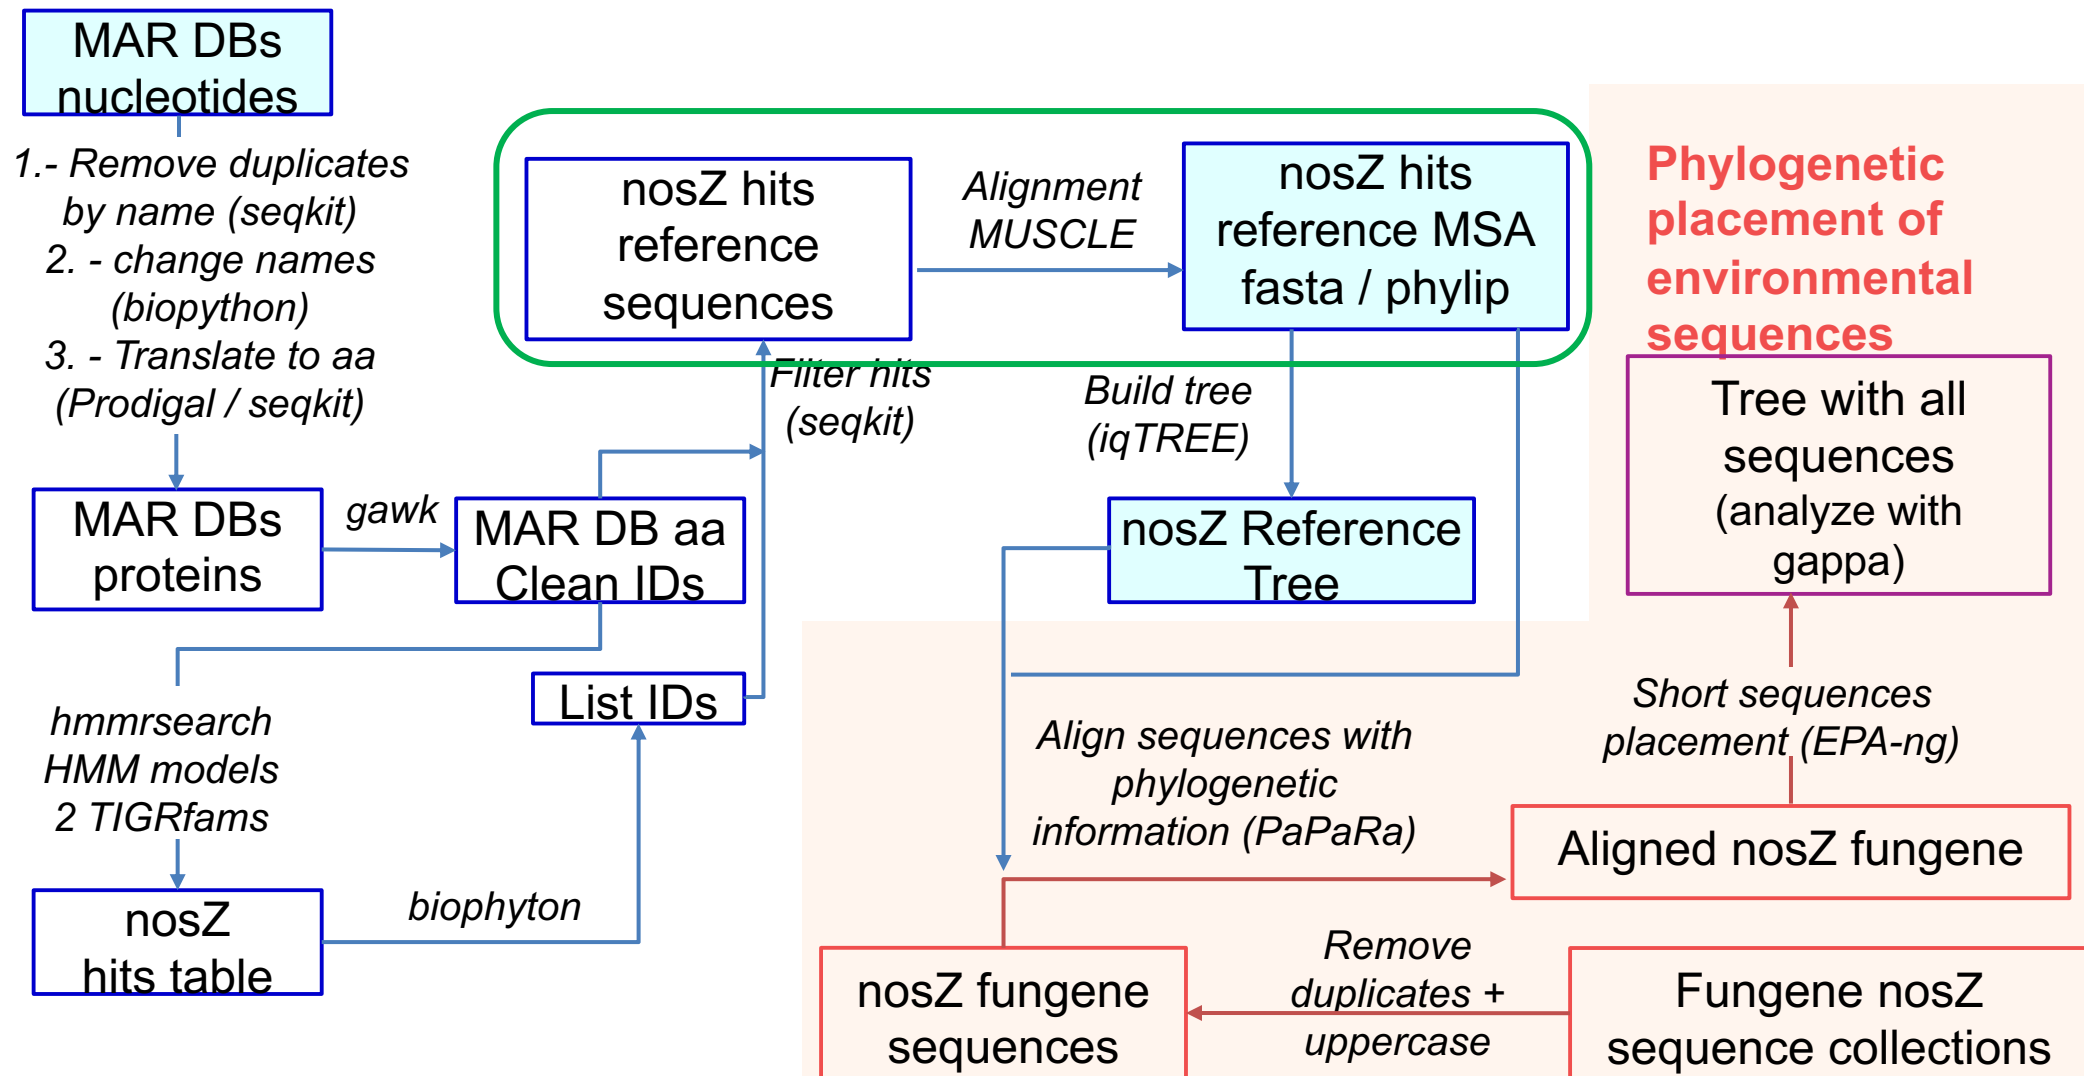 MAR DBs
nucleotides
1.- Remove duplicates
by name (seqkit)
2. - change names
(biopython)
3. - Translate to aa
(Prodigal / seqkit)
MAR DBs
proteins
gawk
MAR DB aa
Clean IDs
hmmrsearch
HMM models
2 TIGRfams
nosZ
hits table
biophyton
List IDs
Filter hits
(seqkit)
nosZ hits
reference
sequences
Alignment
MUSCLE
nosZ hits
reference MSA
fasta / phylip
Build tree
(iqTREE)
nosZ Reference
Tree
Phylogenetic
placement of
environmental
sequences
Tree with all
sequences
(analyze with
gappa)
Short sequences
placement (EPA-ng)
Align sequences with
phylogenetic
information (PaPaRa)
Aligned nosZ fungene
nosZ fungene
sequences
Remove
duplicates +
uppercase
Fungene nosZ
sequence collections